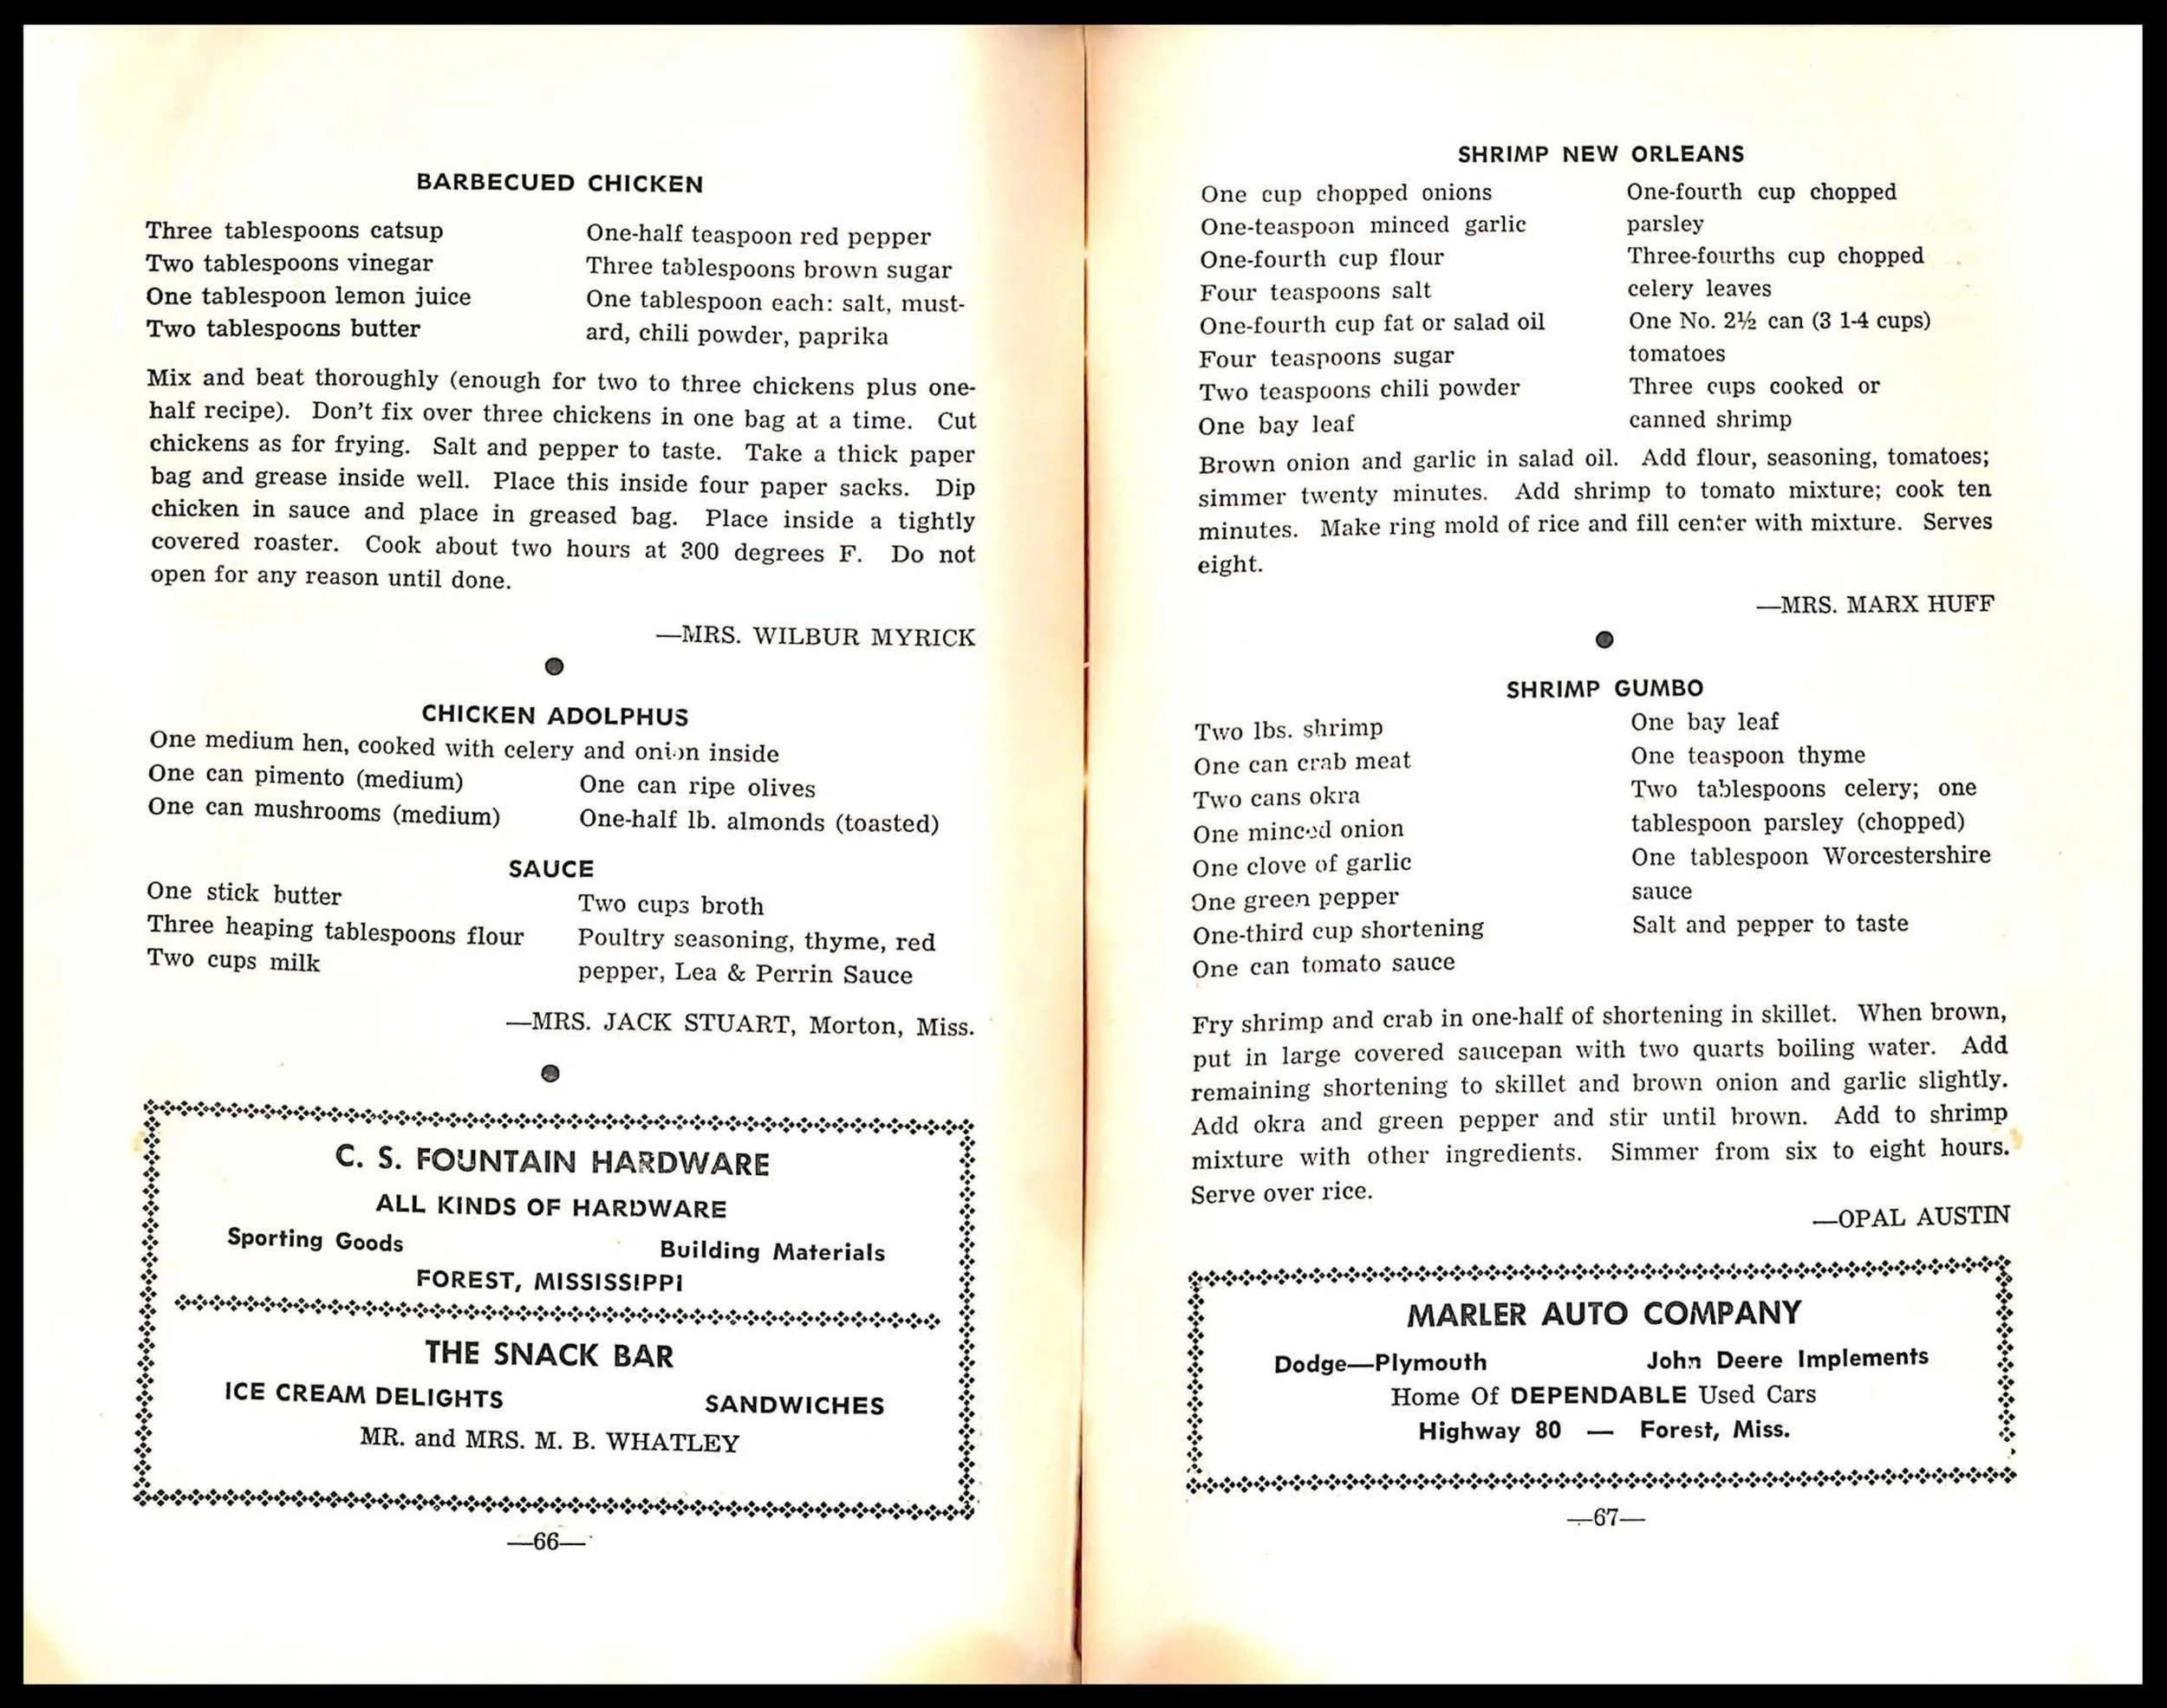 BARBECUED CHICKEN
Three tablespoons catsup
Two tablespoons vinegar
One tablespoon lemon juice
Two tablespoons butter
One-half teaspoon red pepper
Three tablespoons brown sugar
One tablespoon each: salt, must-
ard, chili powder, paprika
Mix and beat thoroughly (enough for two to three chickens plus one-
half recipe). Don't fix over three chickens in one bag at a time. Cut
chickens as for frying. Salt and pepper to taste. Take a thick paper
bag and grease inside well. Place this inside four paper sacks. Dip
chicken in sauce and place in greased bag. Place inside a tightly
covered roaster. Cook about two hours at 300 degrees F. Do not
open for any reason until done.
—MRS. WILBUR MYRICK
CHICKEN ADOLPHUS
One medium hen, cooked with celery and onion inside
One can pimento (medium)
One can mushrooms (medium)
One can ripe olives
One-half lb. almonds (toasted)
SAUCE
One stick butter
Three heaping tablespoons flour
Two cups milk
Two cups broth
Poultry seasoning, thyme, red
pepper, Lea & Perrin Sauce
—MRS. JACK STUART, Morton, Miss.
C. S. FOUNTAIN HARDWARE
ALL KINDS OF HARDWARE
Sporting Goods Building Materials
FOREST, MISSISSIPPI
THE SNACK BAR
ICE CREAM DELIGHTS SANDWICHES
MR. and MRS. M. B. WHATLEY
—66—
SHRIMP NEW ORLEANS
One cup chopped onions
One-teaspoon minced garlic
One-fourth cup flour
Four teaspoons salt
One-fourth cup fat or salad oil
Four teaspoons sugar
Two teaspoons chili powder
One bay leaf
One-fourth cup chopped
parsley
Three-fourths cup chopped
celery leaves
One No. 2½ can (3 1-4 cups)
tomatoes
Three cups cooked or
canned shrimp
Brown onion and garlic in salad oil. Add flour, seasoning, tomatoes;
simmer twenty minutes. Add shrimp to tomato mixture; cook ten
minutes. Make ring mold of rice and fill center with mixture. Serves
eight.
—MRS. MARX HUFF
SHRIMP GUMBO
Two lbs. shrimp
One can crab meat
Two cans okra
One minced onion
One clove of garlic
One green pepper
One-third cup shortening
One can tomato sauce
One bay leaf
One teaspoon thyme
Two tablespoons celery; one
tablespoon parsley (chopped)
One tablespoon Worcestershire
sauce
Salt and pepper to taste
Fry shrimp and crab in one-half of shortening in skillet. When brown,
put in large covered saucepan with two quarts boiling water. Add
remaining shortening to skillet and brown onion and garlic slightly.
Add okra and green pepper and stir until brown. Add to shrimp
mixture with other ingredients. Simmer from six to eight hours.
Serve over rice.
—OPAL AUSTIN
MARLER AUTO COMPANY
Dodge—Plymouth John Deere Implements
Home Of DEPENDABLE Used Cars
Highway 80 — Forest, Miss.
—67—